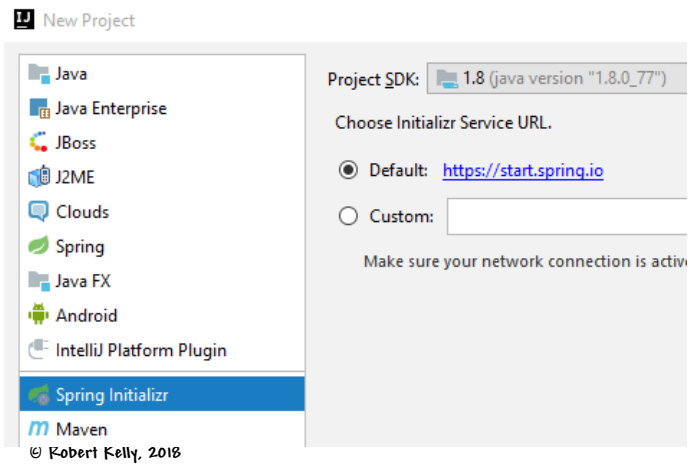 New Project
Java
Java Enterprise
JBoss
J2ME
Clouds
Spring
Java FX
Android
IntelliJ Platform Plugin
Spring Initializr
Maven
Project SDK: 1.8 (java version "1.8.0_77")
Choose Initializr Service URL.
Default: https://start.spring.io
Custom:
Make sure your network connection is active
© Robert Kelly, 2018